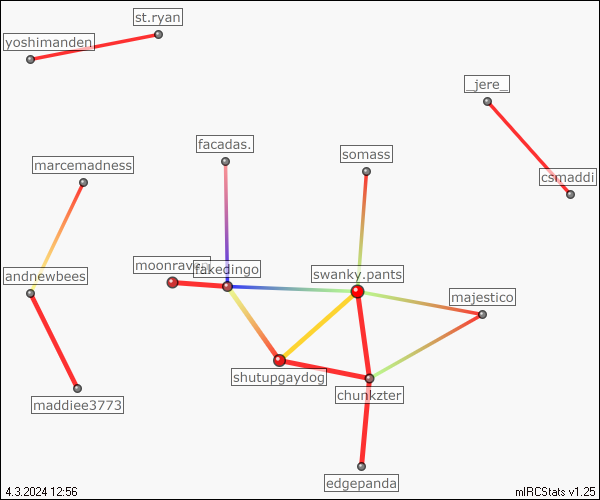 st.ryan
yoshimanden
_jere_
facadas.
somass
marcemadness
csmaddi
moonraven
fakedingo
andnewbees
swanky.pants
majestico
shutupgaydog
chunkzter
maddiee3773
edgepanda
4.3.2024 12:56
mIRCStats v1.25